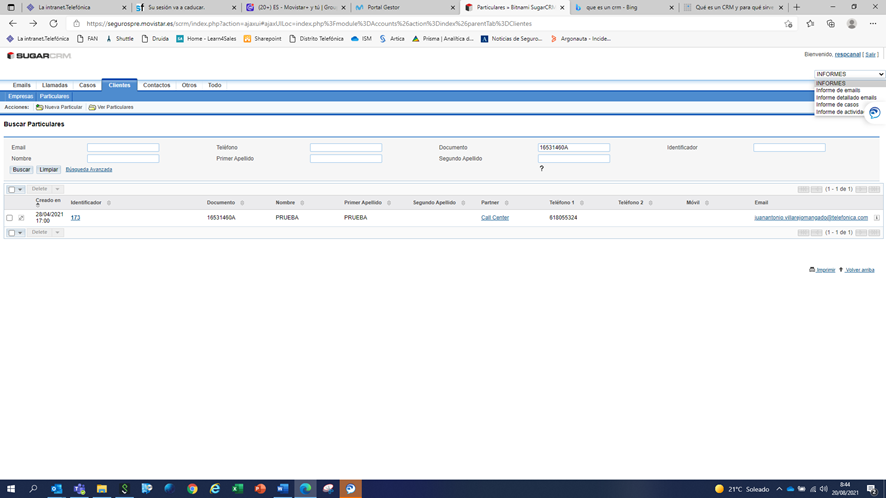 La intranet.Telefónica
Su sesión va a caducar.
(20+) ES - Movistar+ y tú | Grou
Portal Gestor
Particulares » Bitnami SugarCRM
que es un crm - Bing
Qué es un CRM y para qué sirve
https://segurospre.movistar.es/scrm/index.php?action=ajaxui#ajaxUILoc=index.php%3Fmodule%3DAccounts%26action%3Dindex%26parentTab%3DClientes
La intranet.Telefónica
FAN
Shuttle
Druida
Home - Learn4Sales
Sharepoint
Distrito Telefónica
ISM
Artica
Prisma | Analítica d...
Noticias de Seguro...
Argonauta - Incide...
SUGARCRM
Bienvenido, respcanal [ Salir ]
INFORMES
Emails Llamadas Casos Clientes Contactos Otros Todo
INFORMES
Informe de emails
Informe detallado emails
Informe de casos
Informe de activida
Empresas Particulares
Acciones: Nueva Particular Ver Particulares
Buscar Particulares
Email Teléfono Documento 16531460A Identificador
Nombre Primer Apellido Segundo Apellido
Buscar Limpiar Búsqueda Avanzada ?
Delete (1 - 1 de 1)
Creado en Identificador Documento Nombre Primer Apellido Segundo Apellido Partner Teléfono 1 Teléfono 2 Móvil Email
28/04/2021
17:00
173 16531460A PRUEBA PRUEBA Call Center 618055324 juanantonio.villarejomangado@telefonica.com
Delete (1 - 1 de 1)
Imprimir Volver arriba
21°C Soleado
8:44
20/08/2021